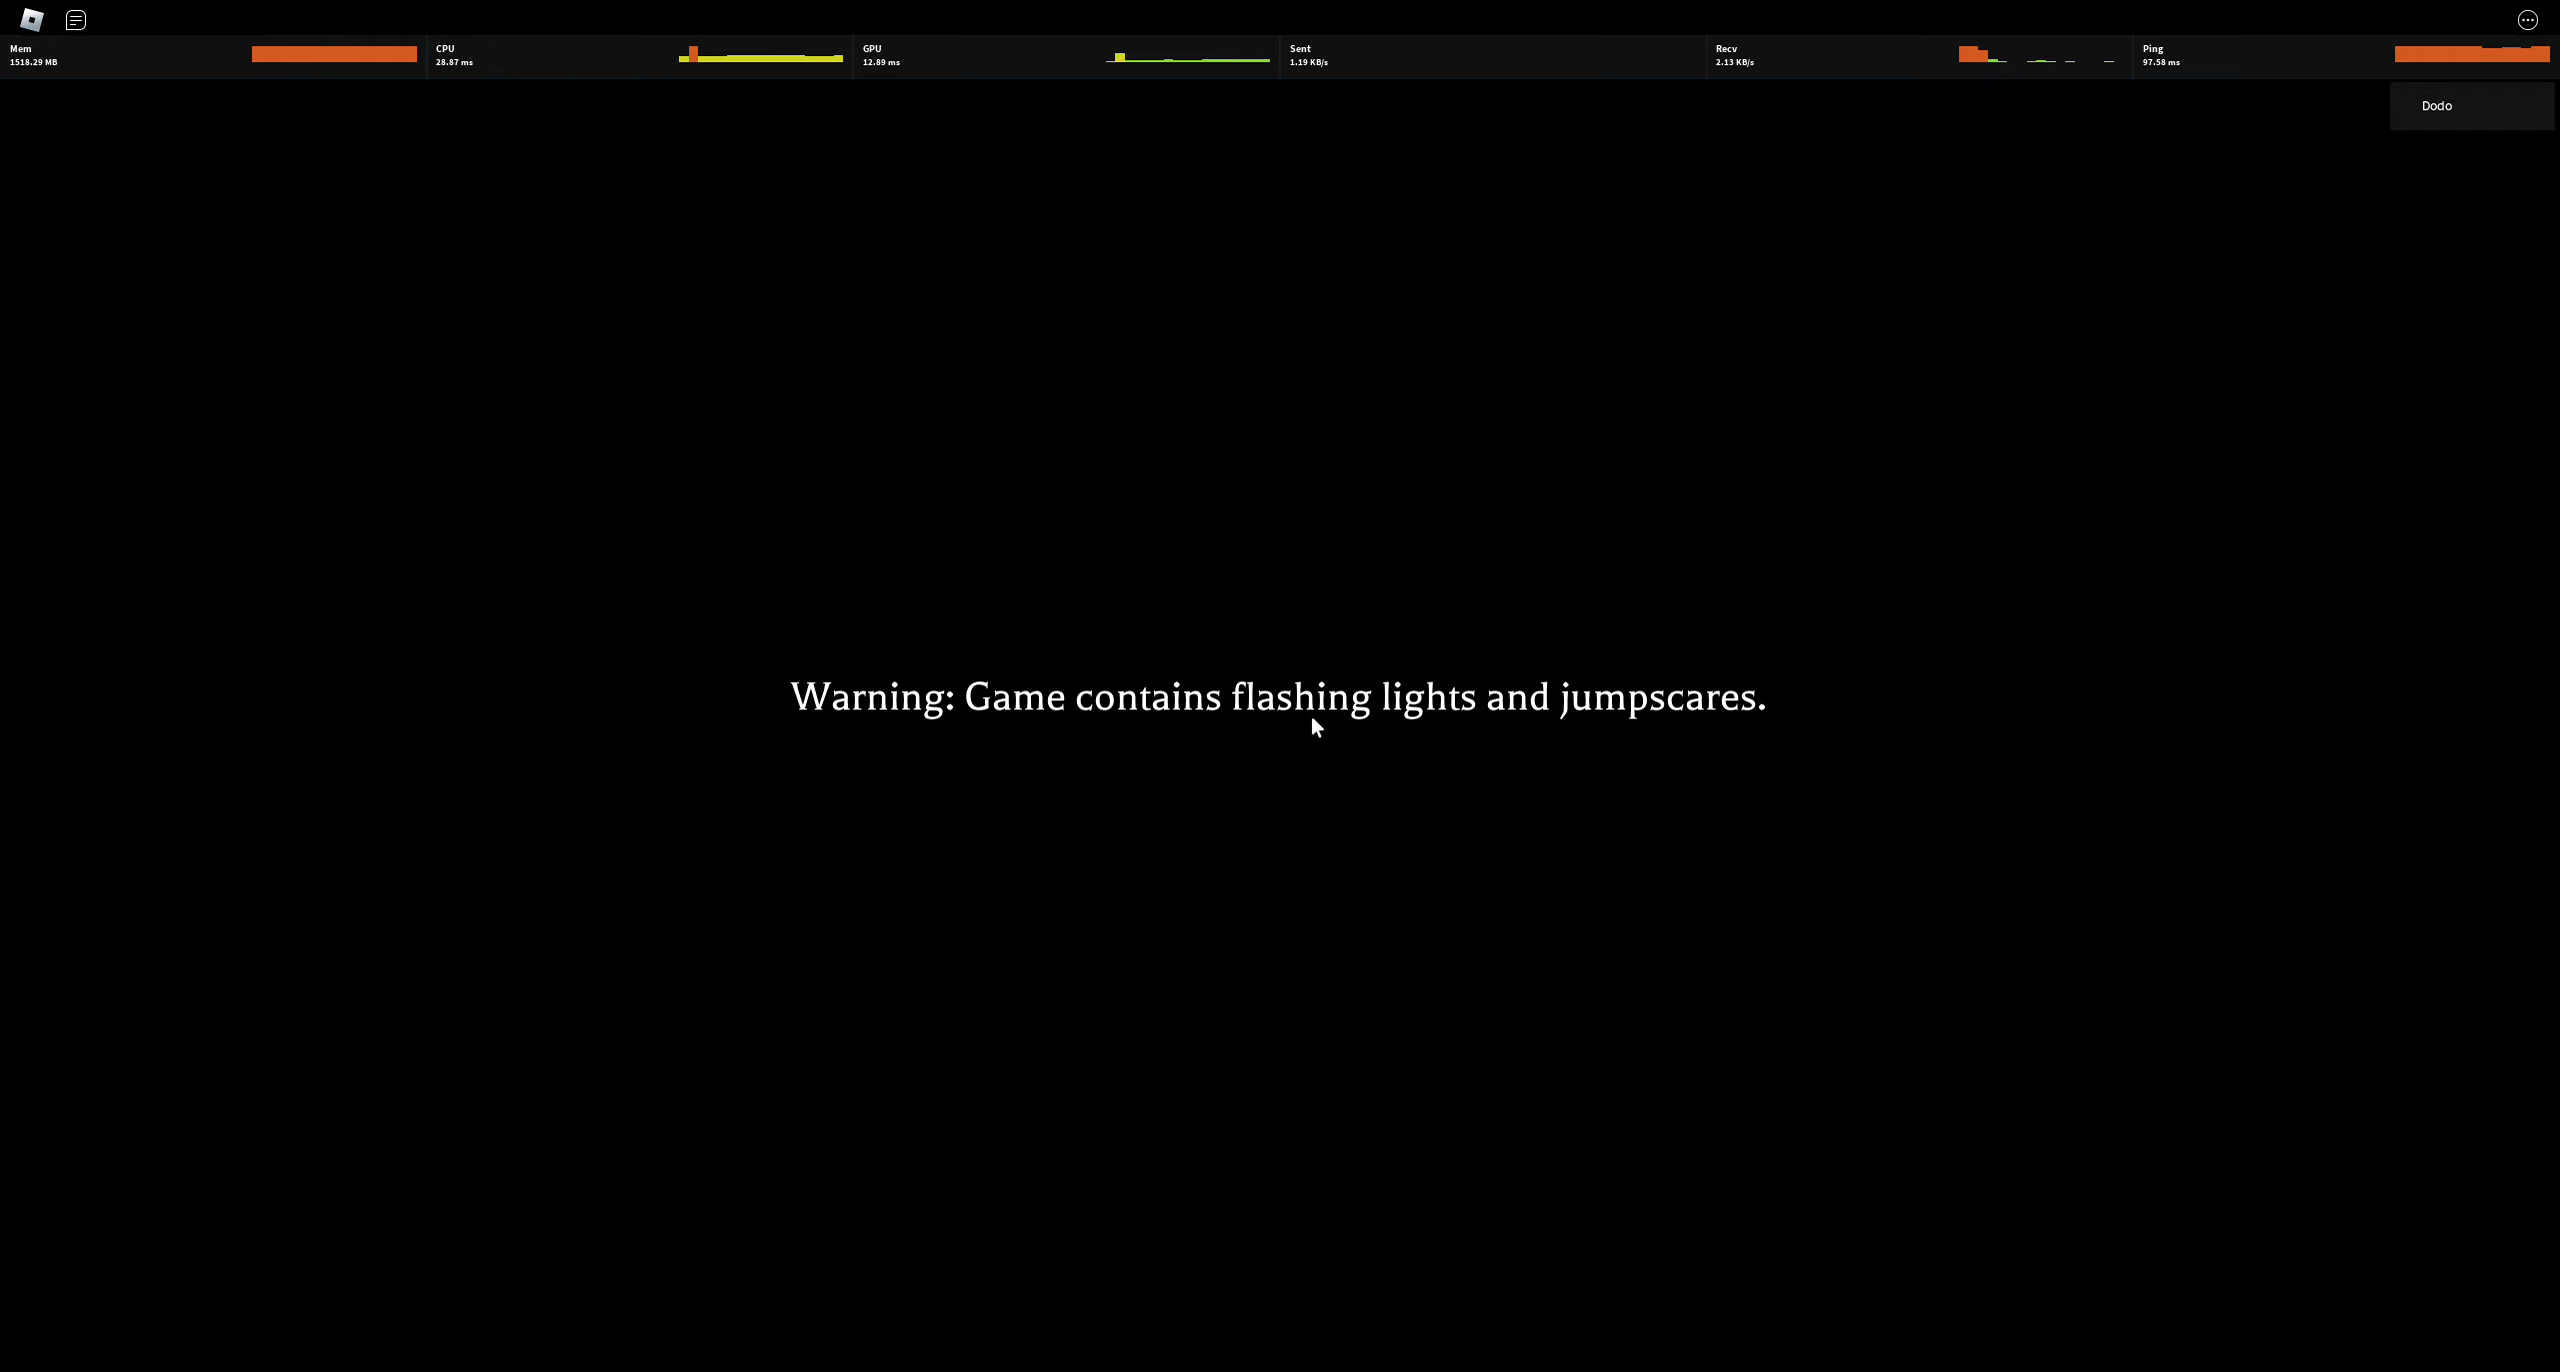 Mem
1518.29 MB
CPU
28.87 ms
GPU
12.89 ms
Sent
1.19 KB/s
Recv
2.13 KB/s
Ping
97.58 ms
Dodo
Warning: Game contains flashing lights and jumpscares.